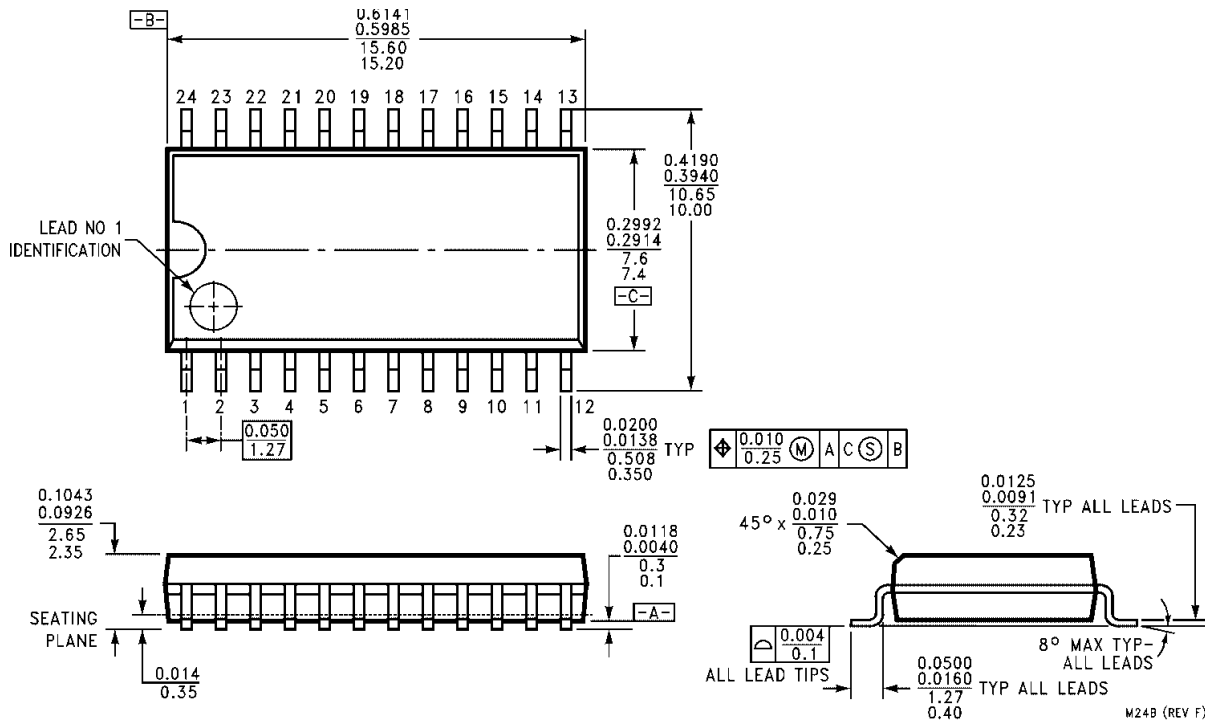 -B-
0.6141
0.5985
15.60
15.20
24 23 22 21 20 19 18 17 16 15 14 13
0.4190
0.3940
10.65
10.00
LEAD NO 1
IDENTIFICATION
0.2992
0.2914
7.6
7.4
-C-
1 2 3 4 5 6 7 8 9 10 11 12
0.050
1.27
0.0200
0.0138 TYP
0.508
0.350
0.010
0.25 M A C S B
0.1043
0.0926
2.65
2.35
0.0118
0.0040
0.3
0.1
-A-
SEATING
PLANE
0.014
0.35
45° x 0.029
0.010
0.75
0.25
0.0125
0.0091 TYP ALL LEADS
0.32
0.23
0.004
0.1
ALL LEAD TIPS
0.0500
0.0160 TYP ALL LEADS
1.27
0.40
8° MAX TYP-
ALL LEADS
M24B (REV F)